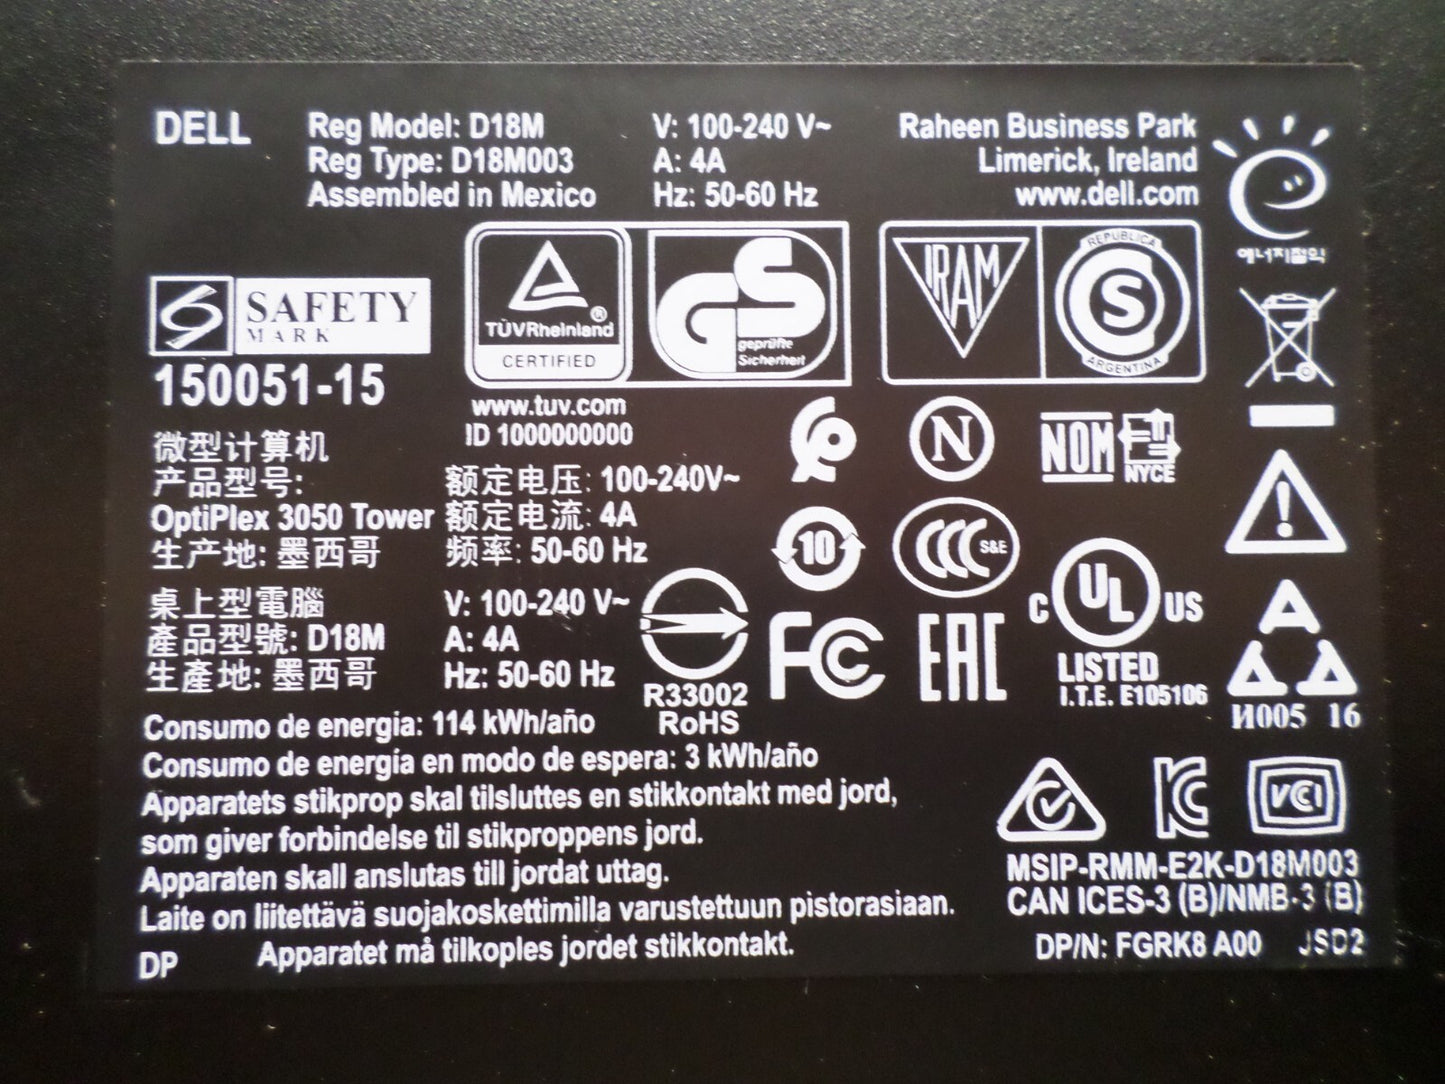 DELL
Reg Model: D18M
Reg Type: D18M003
Assembled in Mexico
V: 100-240 V~
A: 4A
Hz: 50-60 Hz
Raheen Business Park
Limerick, Ireland
www.dell.com
에너지절약
SAFETY
MARK
150051-15
TÜVRheinland
®
CERTIFIED
GS
geprüfte
Sicherheit
www.tuv.com
ID 1000000000
IRAM
REPUBLICA
S
ARGENTINA
N
NOM
NYCE
微型计算机
产品型号:
OptiPlex 3050 Tower
生产地: 墨西哥
额定电压: 100-240V~
额定电流: 4A
频率: 50-60 Hz
10
CCC S&E
C UL US
LISTED
I.T.E. E105106
桌上型電腦
產品型號: D18M
生產地: 墨西哥
V: 100-240 V~
A: 4A
Hz: 50-60 Hz
R33002
RoHS
FC
EAC
И005 16
Consumo de energia: 114 kWh/año
Consumo de energía en modo de espera: 3 kWh/año
Apparatets stikprop skal tilsluttes en stikkontakt med jord,
som giver forbindelse til stikproppens jord.
Apparaten skall anslutas till jordat uttag.
Laite on liitettävä suojakoskettimilla varustettuun pistorasiaan.
DP Apparatet må tilkoples jordet stikkontakt.
KC
VCI
MSIP-RMM-E2K-D18M003
CAN ICES-3 (B)/NMB-3 (B)
DP/N: FGRK8 A00 JSD2